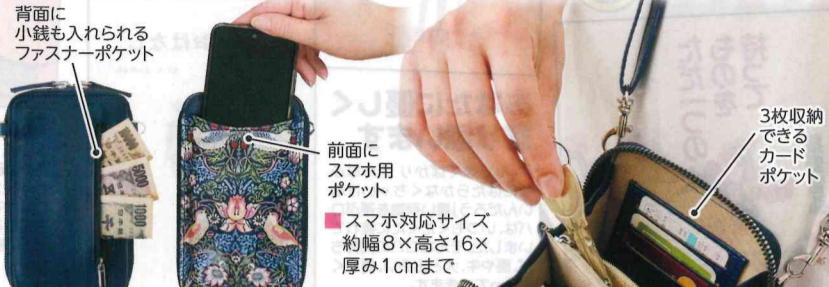 背面に
小銭も入れられる
ファスナーポケット
前面に
スマホ用
ポケット
■スマホ対応サイズ
約幅8×高さ16×
厚み1cmまで
3枚収納
できる
カード
ポケット